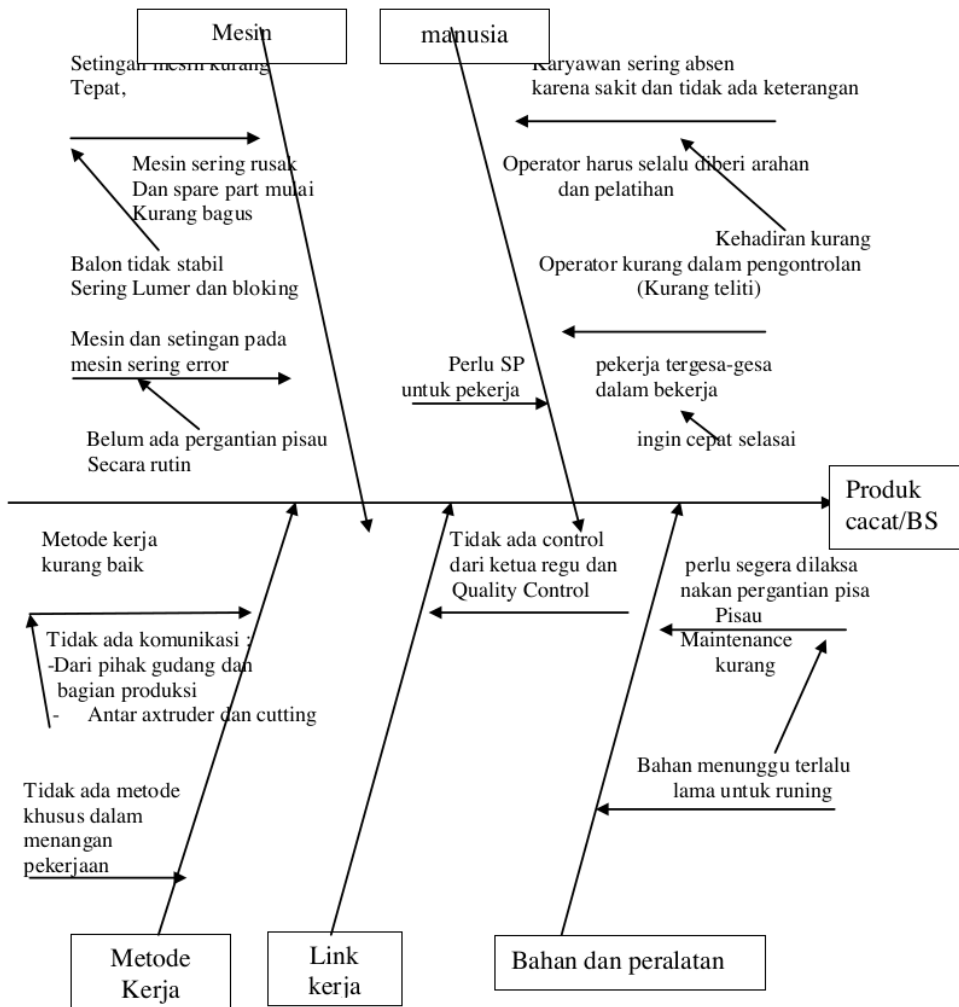 Mesin
manusia
Setingan mesin kurang
Tepat,
Karyawan sering absen
karena sakit dan tidak ada keterangan
Mesin sering rusak
Dan spare part mulai
Kurang bagus
Operator harus selalu diberi arahan
dan pelatihan
Kehadiran kurang
Balon tidak stabil
Sering Lumer dan bloking
Operator kurang dalam pengontrolan
(Kurang teliti)
Mesin dan setingan pada
mesin sering error
Perlu SP
untuk pekerja
pekerja tergesa-gesa
dalam bekerja
Belum ada pergantian pisau
Secara rutin
ingin cepat selasai
Produk
cacat/BS
Metode kerja
kurang baik
Tidak ada control
dari ketua regu dan
Quality Control
perlu segera dilaksa
nakan pergantian pisa
Pisau
Maintenance
kurang
Tidak ada komunikasi :
-Dari pihak gudang dan
bagian produksi
- Antar axtruder dan cutting
Bahan menunggu terlalu
lama untuk runing
Tidak ada metode
khusus dalam
menangan
pekerjaan
Metode
Kerja
Link
kerja
Bahan dan peralatan